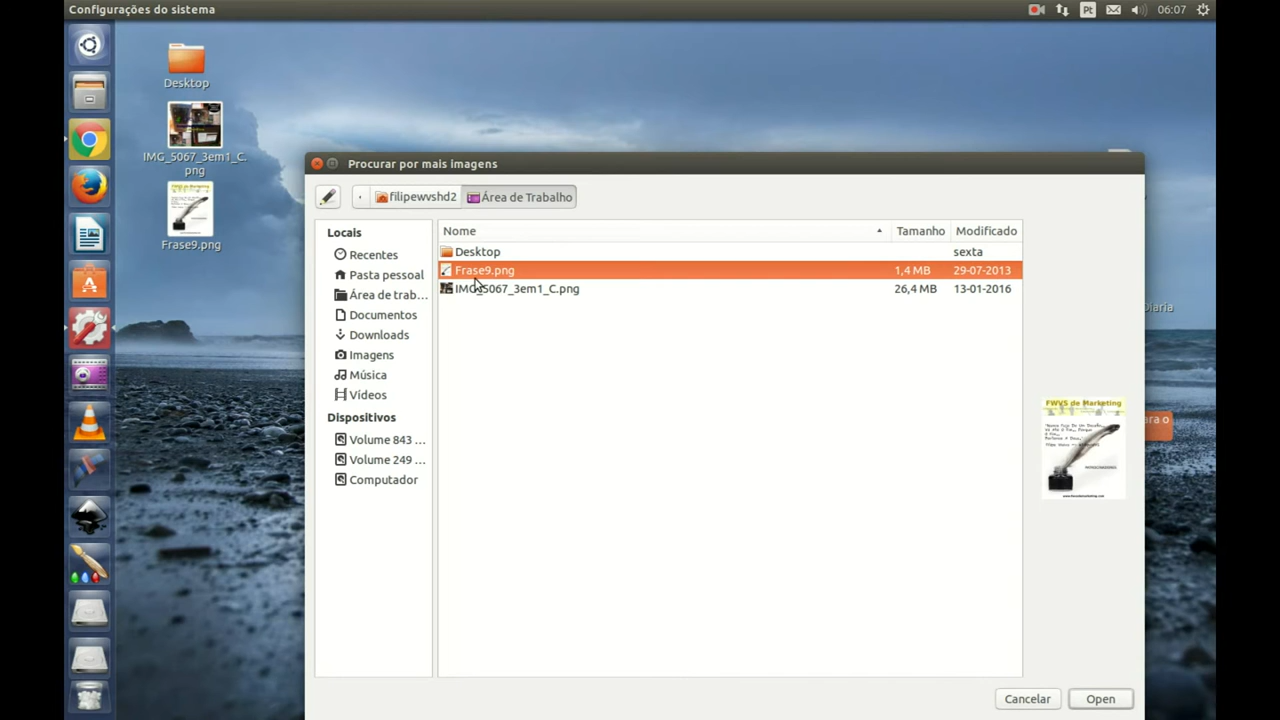 Configurações do sistema
Pt
06:07
Desktop
IMG_5067_3em1_C.
png
Frase9.png
Procurar por mais imagens
filipewvshd2
Área de Trabalho
Locais
Recentes
Pasta pessoal
Área de trab...
Documentos
Downloads
Imagens
Música
Vídeos
Dispositivos
Volume 843 ...
Volume 249 ...
Computador
Nome
Tamanho
Modificado
Desktop
sexta
Frase9.png
1,4 MB
29-07-2013
IMG_5067_3em1_C.png
26,4 MB
13-01-2016
Diaria
ara o
FWVS de Marketing
Cancelar
Open